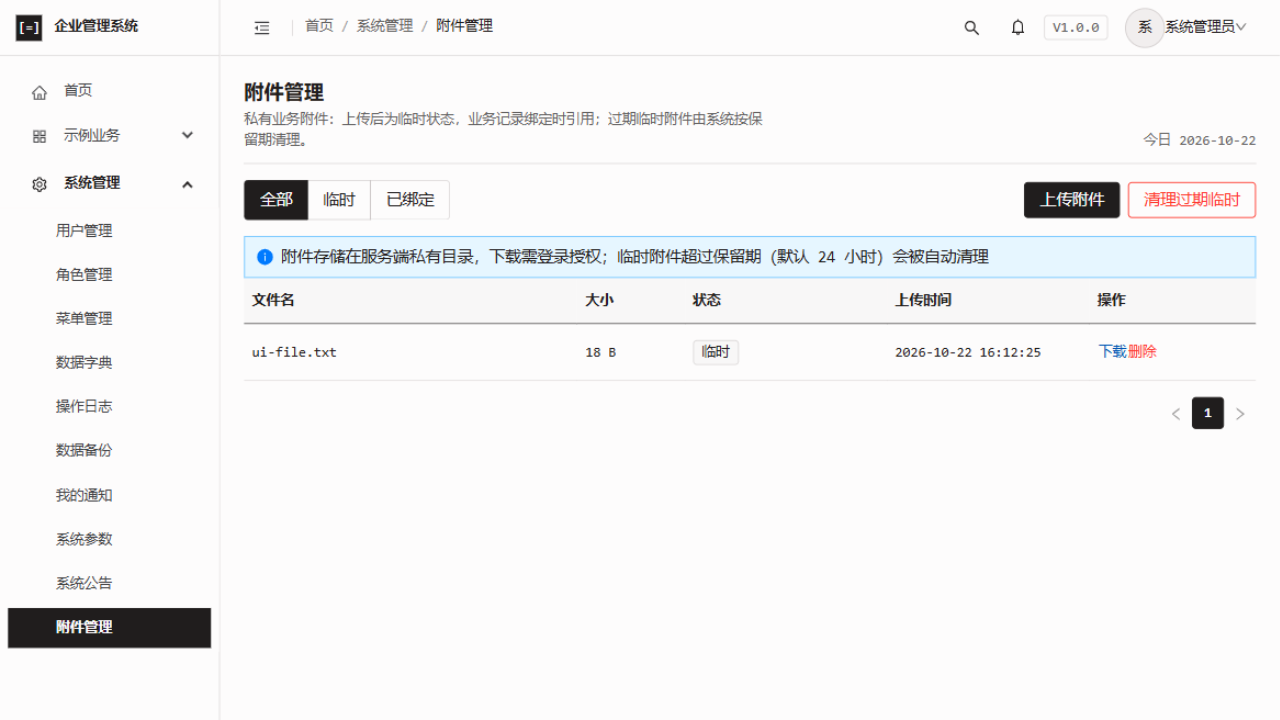 [=] 企业管理系统
首页 / 系统管理 / 附件管理
V1.0.0
系 系统管理员
首页
示例业务
系统管理
用户管理
角色管理
菜单管理
数据字典
操作日志
数据备份
我的通知
系统参数
系统公告
附件管理
附件管理
私有业务附件：上传后为临时状态，业务记录绑定时引用；过期临时附件由系统按保
留期清理。
今日 2026-10-22
全部 临时 已绑定
上传附件 清理过期临时
附件存储在服务端私有目录，下载需登录授权；临时附件超过保留期（默认 24 小时）会被自动清理
文件名 大小 状态 上传时间 操作
ui-file.txt 18 B 临时 2026-10-22 16:12:25 下载删除
1